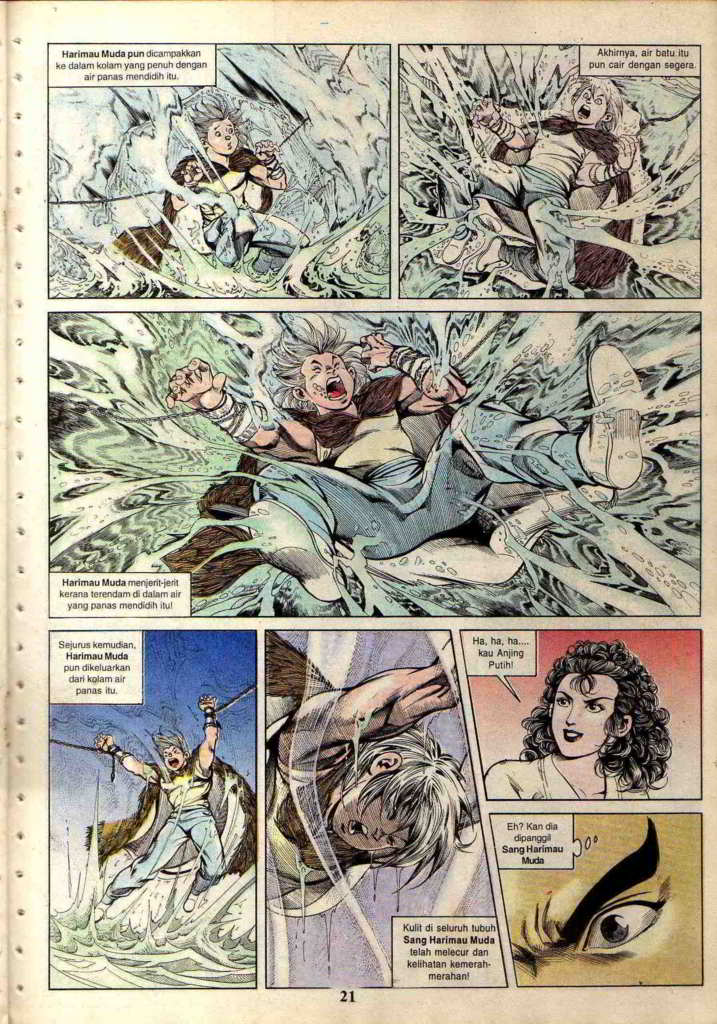 Harimau Muda pun dicampakkan
ke dalam kolam yang penuh dengan
air panas mendidih itu.
Akhirnya, air batu itu
pun cair dengan segera.
Harimau Muda menjerit-jerit
kerana terendam di dalam air
yang panas mendidih itu!
Sejurus kemudian,
Harimau Muda
pun dikeluarkan
dari kolam air
panas itu.
Kulit di seluruh tubuh
Sang Harimau Muda
telah melecur dan
kelihatan kemerah-
merahan!
Ha, ha, ha....
kau Anjing
Putih!
Eh? Kan dia
dipanggil
Sang Harimau
Muda
21